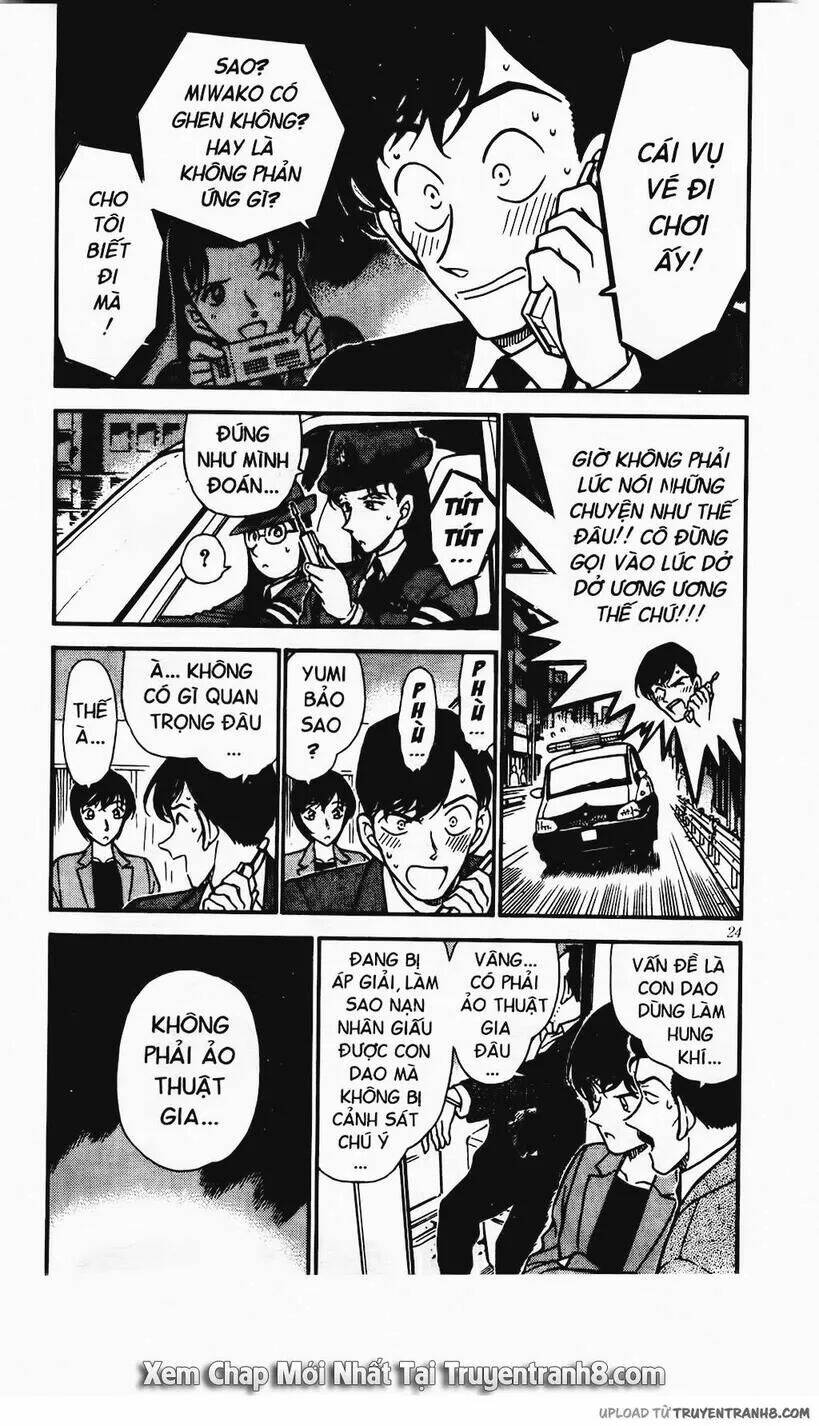 CÁI VỤ
VÉ ĐI
CHƠI
ẤY!
SAO?
MIWAKO CÓ
GHEN KHÔNG?
HAY LÀ
KHÔNG PHẢN
ỨNG GÌ?
CHO
TÔI
BIẾT
ĐI
MÀ
!
GIỜ KHÔNG PHẢI
LÚC NÓI NHỮNG
CHUYỆN NHƯ THẾ
ĐÂU!! CÔ ĐỪNG
GỌI VÀO LÚC DỞ
DỞ ƯƠNG ƯƠNG
THẾ CHỨ!!!
TÚT
TÚT
...
ĐÚNG
NHƯ MÌNH
ĐOÁN...
?
PHÙ
...
PHÙ
...
YUMI
BẢO
SAO
?
À... KHÔNG
CÓ GÌ QUAN
TRỌNG ĐÂU
...
THẾ
À...
24
VẤN ĐỀ LÀ
CON DAO
DÙNG LÀM
HUNG
KHÍ...
VÂNG...
CÓ PHẢI
ẢO THUẬT
GIA
ĐÂU
...
ĐANG BỊ
ÁP GIẢI, LÀM
SAO NẠN
NHÂN GIẤU
ĐƯỢC CON
DAO MÀ
KHÔNG BỊ
CẢNH SÁT
CHÚ Ý
...
KHÔNG
PHẢI ẢO
THUẬT
GIA...
Xem Chap Mới Nhất Tại Truyentranh8.com
UPLOAD TỪ TRUYENTRANH8.COM